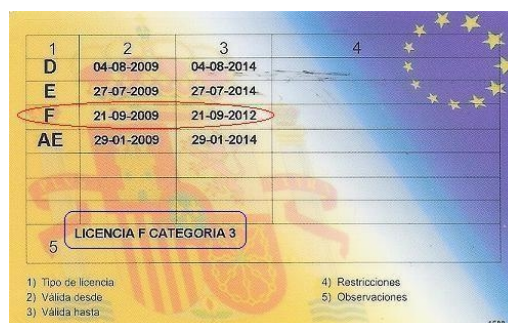 1 2 3 4
D 04-08-2009 04-08-2014
E 27-07-2009 27-07-2014
F 21-09-2009 21-09-2012
AE 29-01-2009 29-01-2014
LICENCIA F CATEGORIA 3
5
1) Tipo de licencia
2) Válida desde
3) Válida hasta
4) Restricciones
5) Observaciones